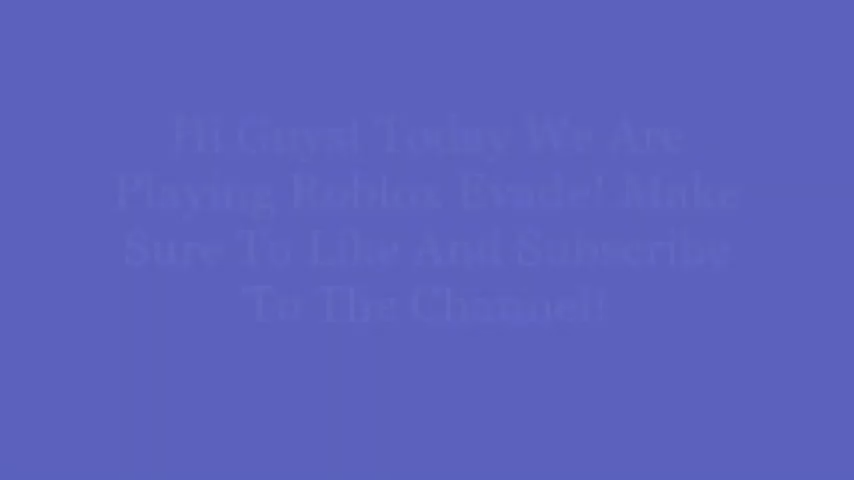 Hi Guys! Today We Are
Playing Roblox Evade! Make
Sure To Like And Subscribe
To The Channel!